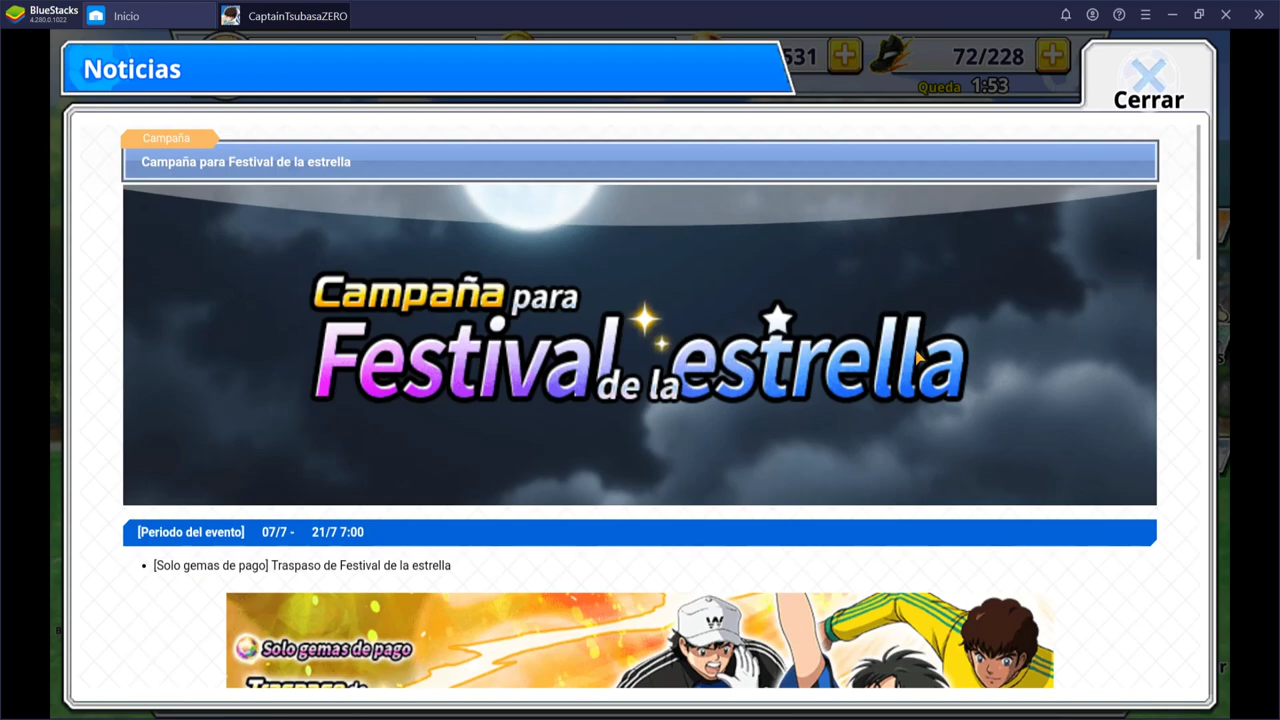 BlueStacks
4.280.0.1022
Inicio
CaptainTsubasaZERO
Noticias
531
72/228
Queda 1:53
Cerrar
Campaña
Campaña para Festival de la estrella
Campaña para
Festival de la estrella
[Periodo del evento] 07/7 - 21/7 7:00
• [Solo gemas de pago] Traspaso de Festival de la estrella
Solo gemas de pago
W